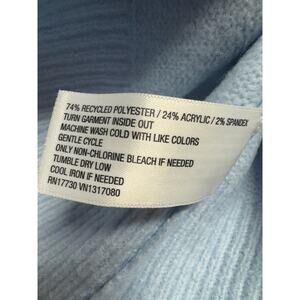 74% RECYCLED POLYESTER / 24% ACRYLIC / 2% SPANDEX
TURN GARMENT INSIDE OUT
MACHINE WASH COLD WITH LIKE COLORS
GENTLE CYCLE
ONLY NON-CHLORINE BLEACH IF NEEDED
TUMBLE DRY LOW
COOL IRON IF NEEDED
RN17730 VN1317080